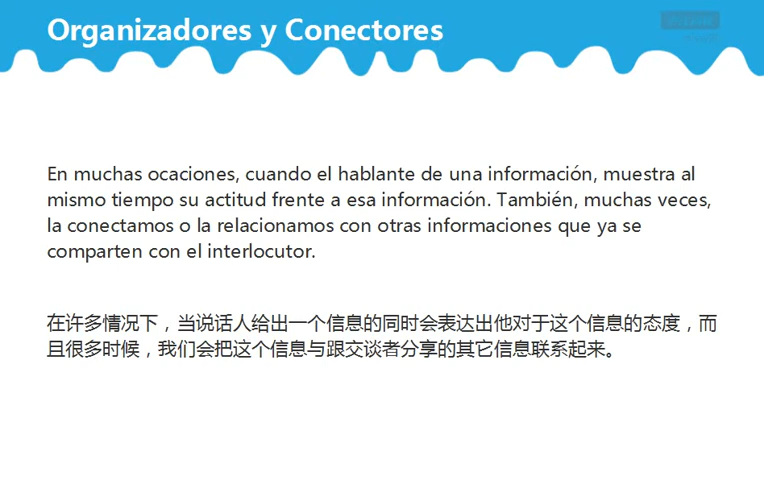 Organizadores y Conectores
En muchas ocaciones, cuando el hablante de una información, muestra al
mismo tiempo su actitud frente a esa información. También, muchas veces,
la conectamos o la relacionamos con otras informaciones que ya se
comparten con el interlocutor.
在许多情况下，当说话人给出一个信息的同时会表达出他对于这个信息的态度，而
且很多时候，我们会把这个信息与跟交谈者分享的其它信息联系起来。